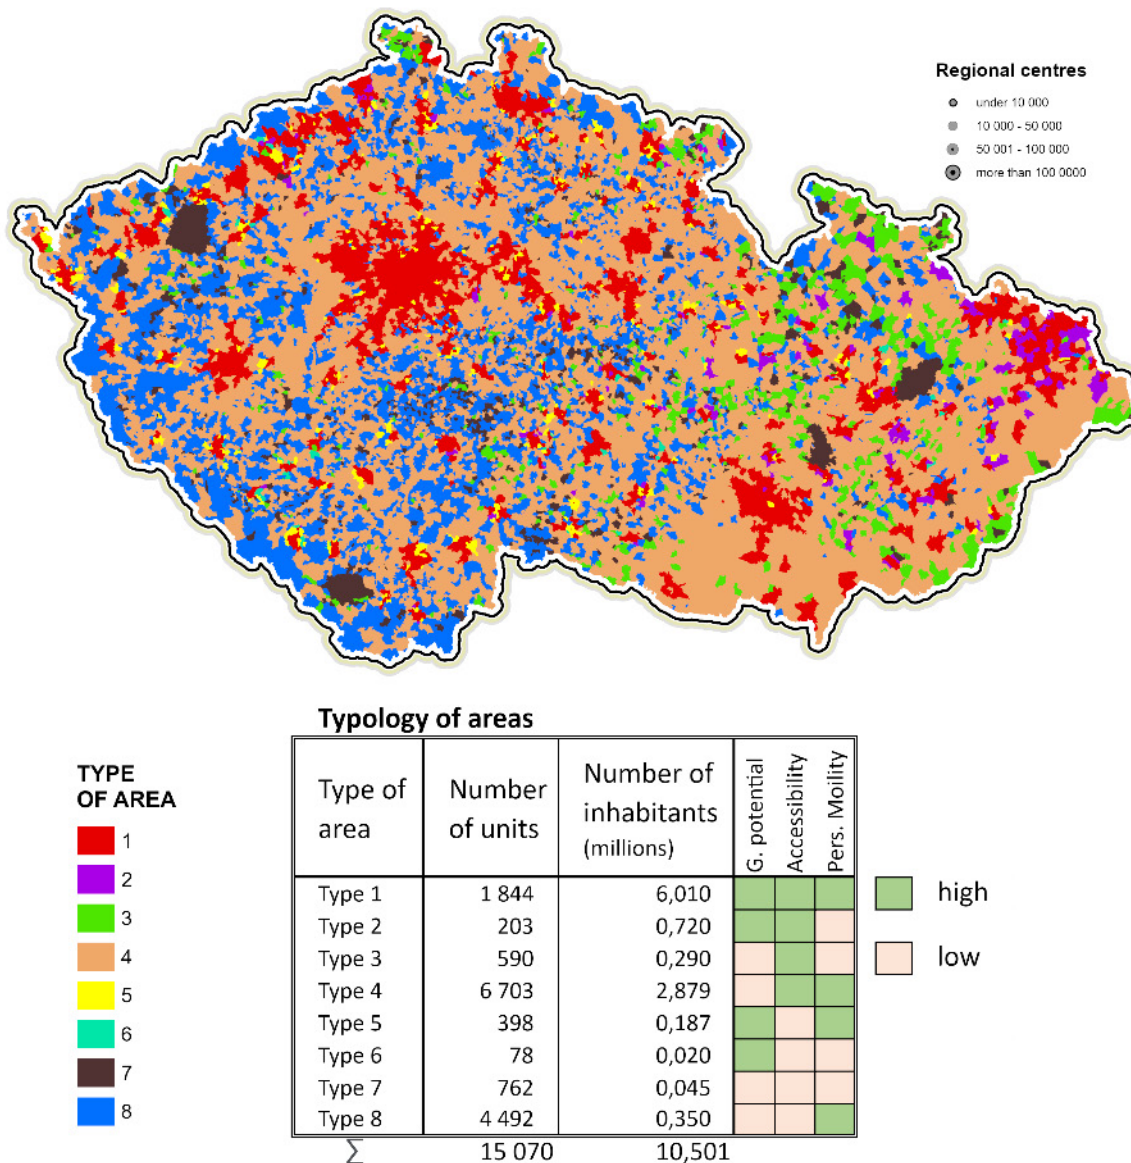 Regional centres
under 10 000
10 000 - 50 000
50 001 - 100 000
more than 100 0000
Typology of areas
TYPE
OF AREA
1
2
3
4
5
6
7
8
Type of area Number of units Number of inhabitants (millions) G. potential Accessibility Pers. Moility
Type 1 1 844 6,010
Type 2 203 0,720
Type 3 590 0,290
Type 4 6 703 2,879
Type 5 398 0,187
Type 6 78 0,020
Type 7 762 0,045
Type 8 4 492 0,350
Σ 15 070 10,501
high
low